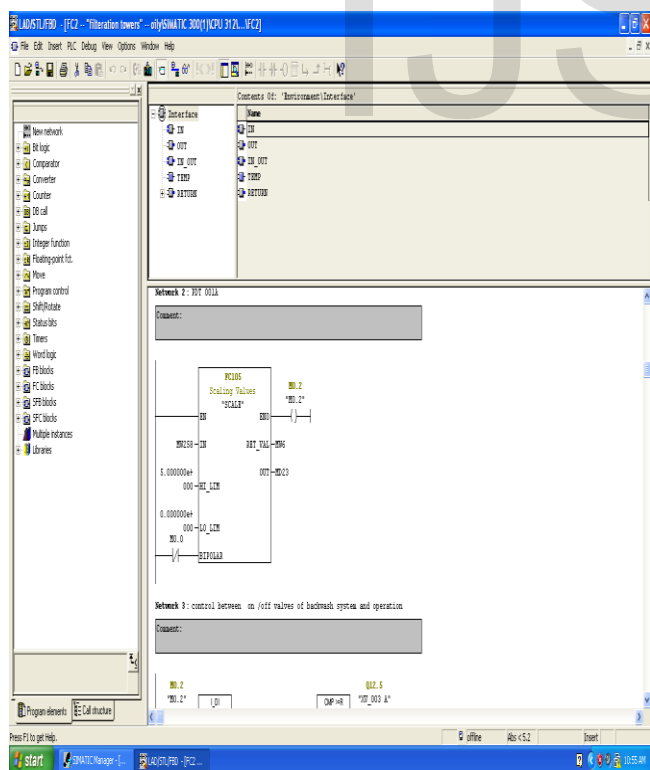 LAD/STL/FBD - [FC2 -- "filteration towers" -- oily\SIMATIC 300(1)\CPU 312\...\FC2]
File Edit Insert PLC Debug View Options Window Help
Contents Of: 'Environment\Interface'
Interface
IN
OUT
IN_OUT
TEMP
RETURN
Name
IN
OUT
IN_OUT
TEMP
RETURN
New network
Bit logic
Comparator
Converter
Counter
DB call
Jumps
Integer function
Floating-point fct.
Move
Program control
Shift/Rotate
Status bits
Timers
Word logic
FB blocks
FC blocks
SFB blocks
SFC blocks
Multiple instances
Libraries
Network 2 : PDT 001A
Comment:
FC105
Scaling Values
"SCALE"
M0.2
"M0.2"
EN
ENO
MW258
IN
RET_VAL
MW6
5.000000e+
000
HI_LIM
OUT
MD23
0.000000e+
000
LO_LIM
M0.0
BIPOLAR
Network 3 : control between on /off valves of backwash system and operation
Comment:
M0.2
"M0.2"
I_DI
CMP >=R
Q12.5
"XV_003 A"
Program elements
Call structure
Press F1 to get Help.
offline
Abs < 5.2
Insert
start
SIMATIC Manager - [...
LAD/STL/FBD - [FC2 ...
10:55 AM